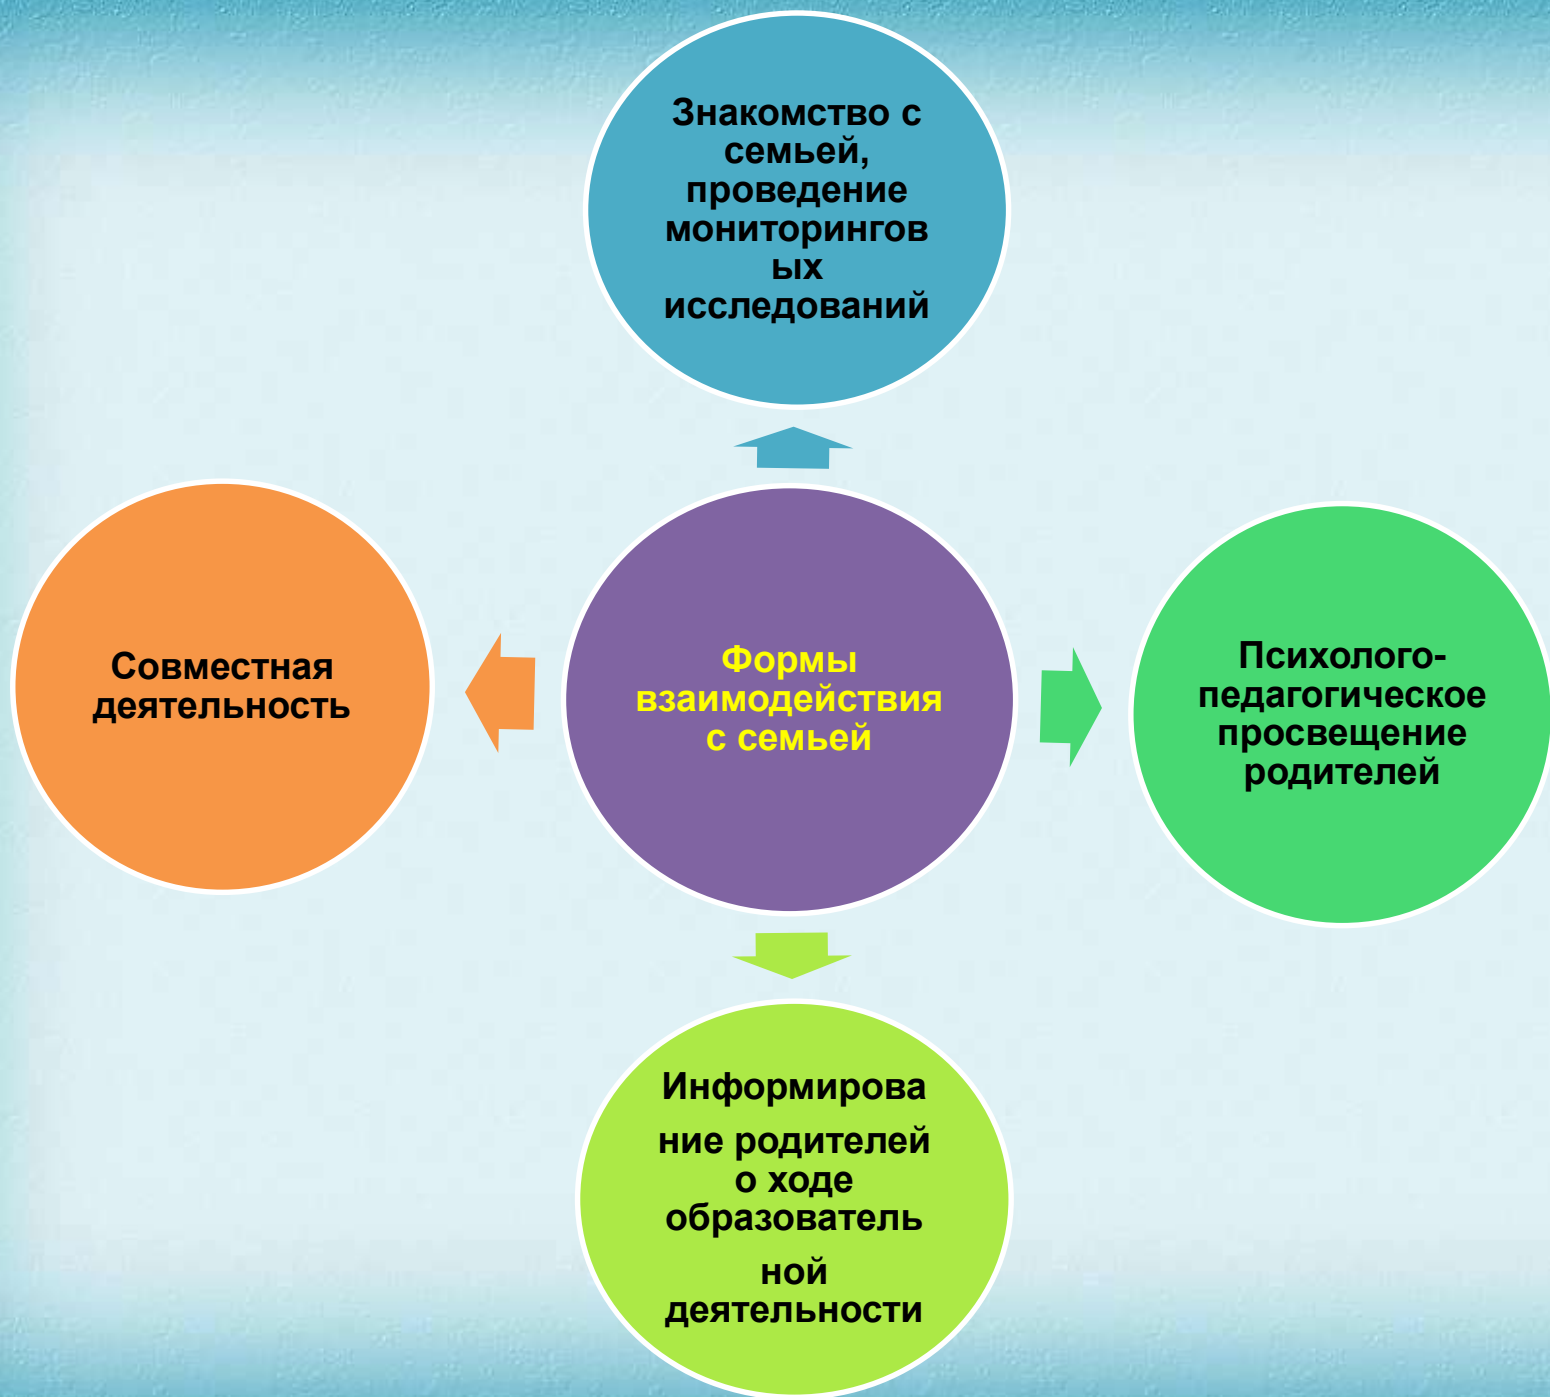 Знакомство с
семьей,
проведение
мониторингов
ых
исследований
Совместная
деятельность
Формы
взаимодействия
с семьей
Психолого-
педагогическое
просвещение
родителей
Информирова
ние родителей
о ходе
образователь
ной
деятельности